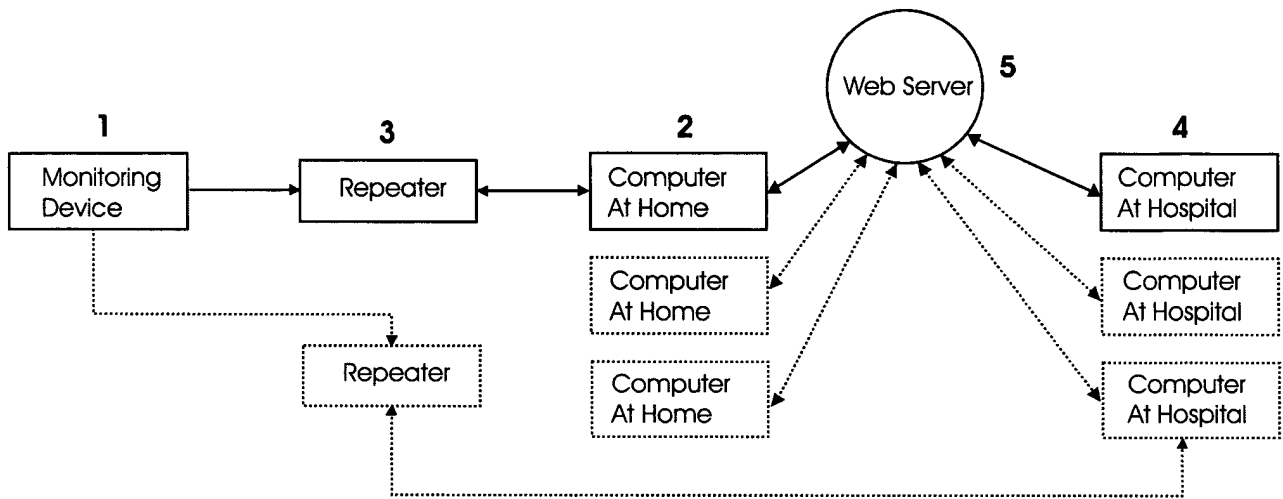 Web Server
5
1
3
2
4
Monitoring
Device
Repeater
Computer
At Home
Computer
At Hospital
Computer
At Home
Computer
At Hospital
Repeater
Computer
At Home
Computer
At Hospital